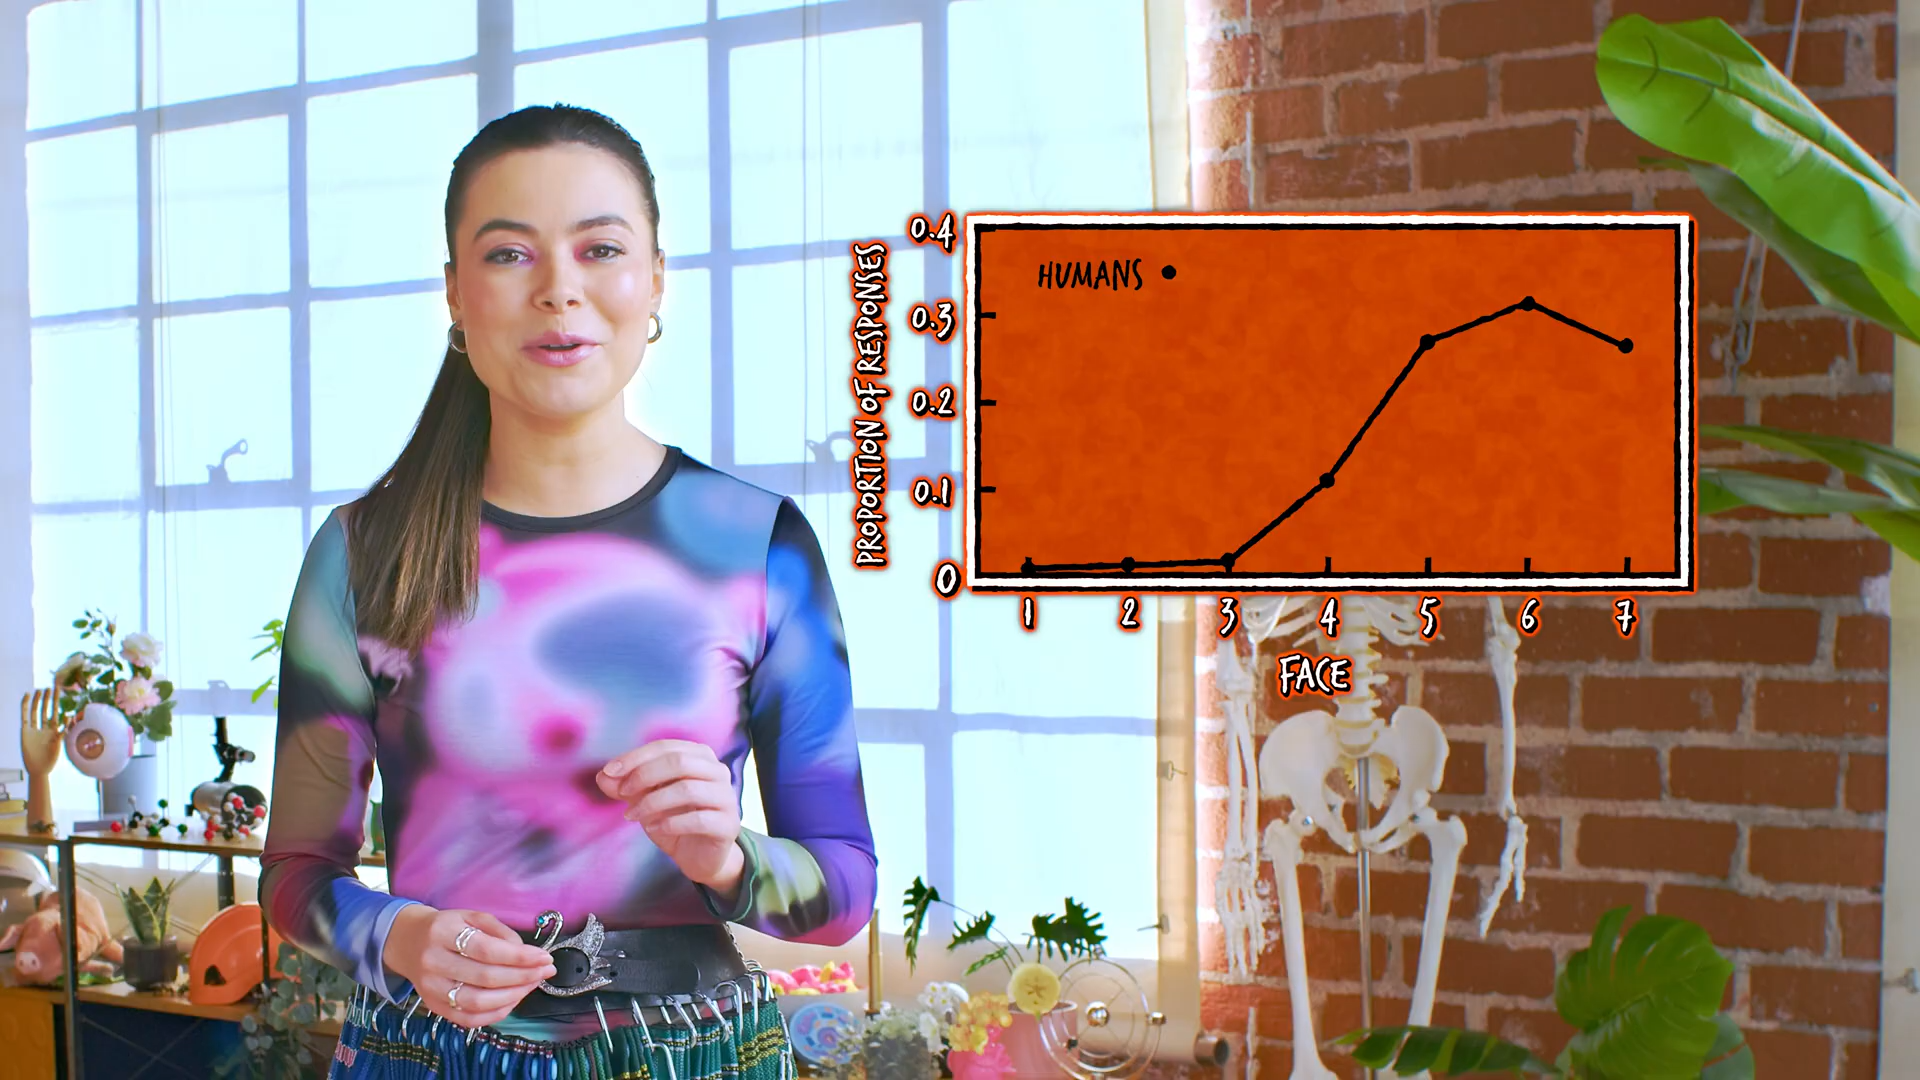 HUMANS
PROPORTION OF RESPONSES
0.4
0.3
0.2
0.1
0
1 2 3 4 5 6 7
FACE